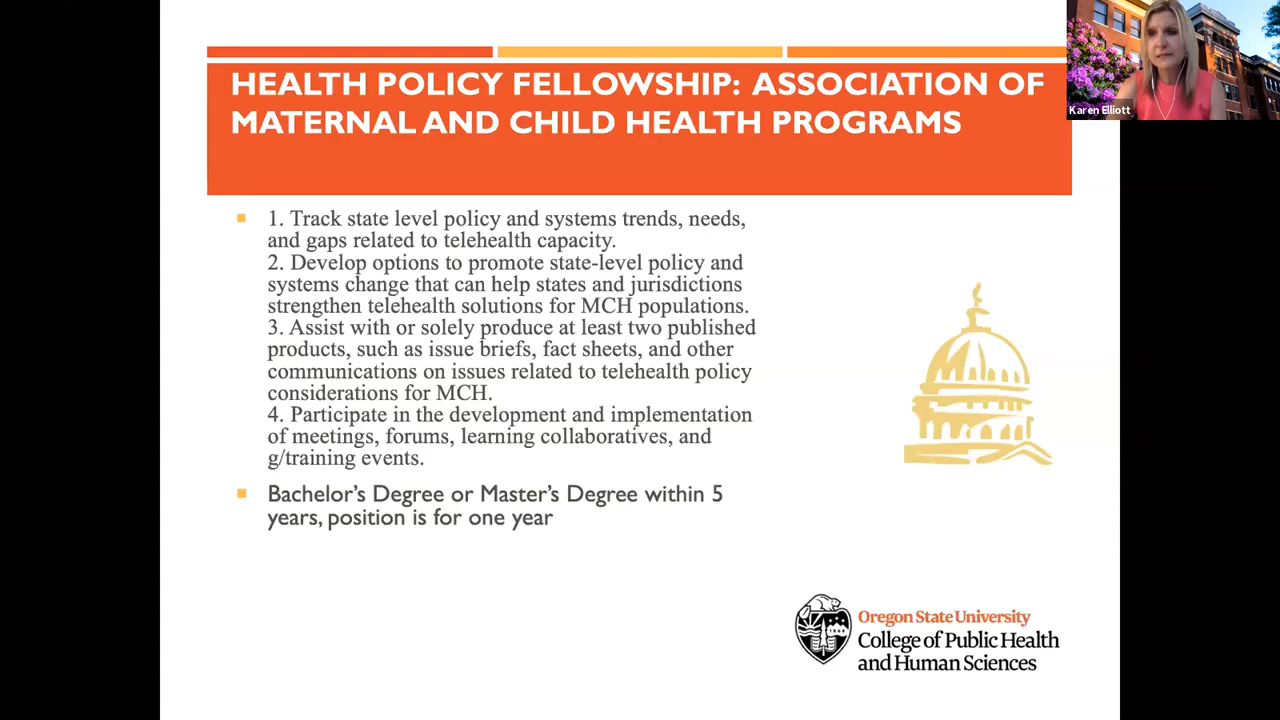 HEALTH POLICY FELLOWSHIP: ASSOCIATION OF
MATERNAL AND CHILD HEALTH PROGRAMS
Karen Elliott
1. Track state level policy and systems trends, needs,
and gaps related to telehealth capacity.
2. Develop options to promote state-level policy and
systems change that can help states and jurisdictions
strengthen telehealth solutions for MCH populations.
3. Assist with or solely produce at least two published
products, such as issue briefs, fact sheets, and other
communications on issues related to telehealth policy
considerations for MCH.
4. Participate in the development and implementation
of meetings, forums, learning collaboratives, and
g/training events.
Bachelor's Degree or Master's Degree within 5
years, position is for one year
Oregon State University
College of Public Health
and Human Sciences